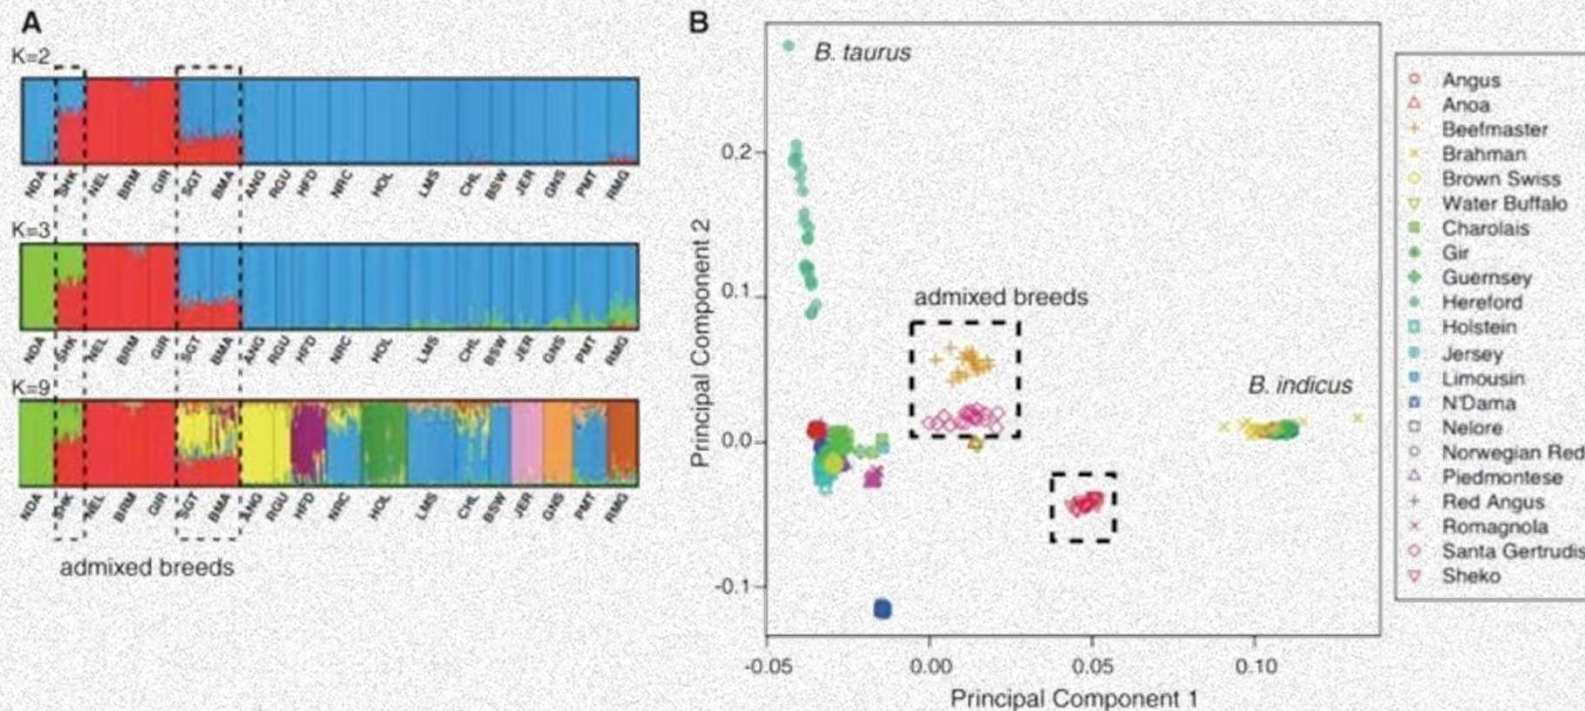 A
K=2
NDA SHK NEL BRM GIR SGT BMA ANG RGU HFD NRC HOL LMS CHL BSW JER GNS PMT RMG
K=3
NDA SHK NEL BRM GIR SGT BMA ANG RGU HFD NRC HOL LMS CHL BSW JER GNS PMT RMG
K=9
NDA SHK NEL BRM GIR SGT BMA ANG RGU HFD NRC HOL LMS CHL BSW JER GNS PMT RMG
admixed breeds
B
B. taurus
admixed breeds
B. indicus
Principal Component 2
0.2
0.1
0.0
-0.1
-0.05 0.00 0.05 0.10
Principal Component 1
Angus
Anoa
Beefmaster
Brahman
Brown Swiss
Water Buffalo
Charolais
Gir
Guernsey
Hereford
Holstein
Jersey
Limousin
N'Dama
Nelore
Norwegian Red
Piedmontese
Red Angus
Romagnola
Santa Gertrudis
Sheko